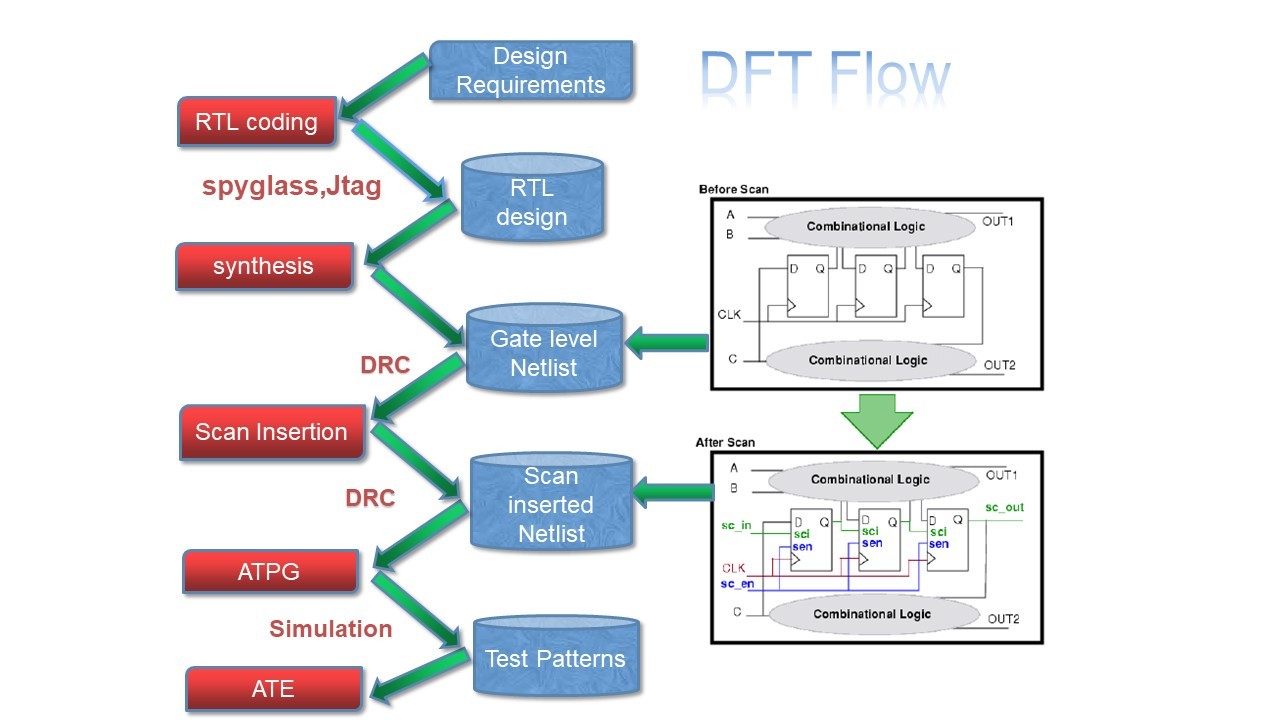 DFT Flow
Design
Requirements
RTL coding
spyglass,Jtag
RTL
design
synthesis
Gate level
Netlist
DRC
Scan Insertion
DRC
Scan
inserted
Netlist
ATPG
Simulation
Test Patterns
ATE
Before Scan
A
B
Combinational Logic
OUT1
D Q
D Q
D Q
CLK
C
Combinational Logic
OUT2
After Scan
A
B
Combinational Logic
OUT1
sc_out
sc_in
D Q
sci
sen
D Q
sci
sen
D Q
sci
sen
CLK
sc_en
C
Combinational Logic
OUT2